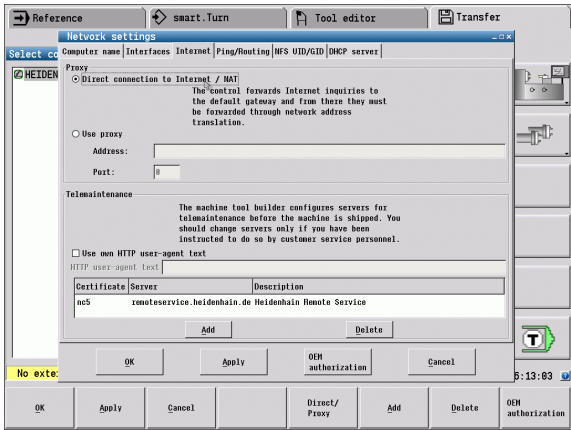 Reference
smart.Turn
Tool editor
Transfer
Network settings
Select co
Computer name
Interfaces
Internet
Ping/Routing
NFS UID/GID
DHCP server
HEIDEN
Proxy
Direct connection to Internet / NAT
The control forwards Internet inquiries to
the default gateway and from there they must
be forwarded through network address
translation.
Use proxy
Address:
Port:
0
Telemaintenance
The machine tool builder configures servers for
telemaintenance before the machine is shipped. You
should change servers only if you have been
instructed to do so by customer service personnel.
Use own HTTP user-agent text
HTTP user-agent text
Certificate Server Description
nc5 remoteservice.heidenhain.de Heidenhain Remote Service
Add
Delete
T
OK
Apply
OEM
authorization
Cancel
No exte
6:13:03
OK
Apply
Cancel
Direct/
Proxy
Add
Delete
OEM
authorization